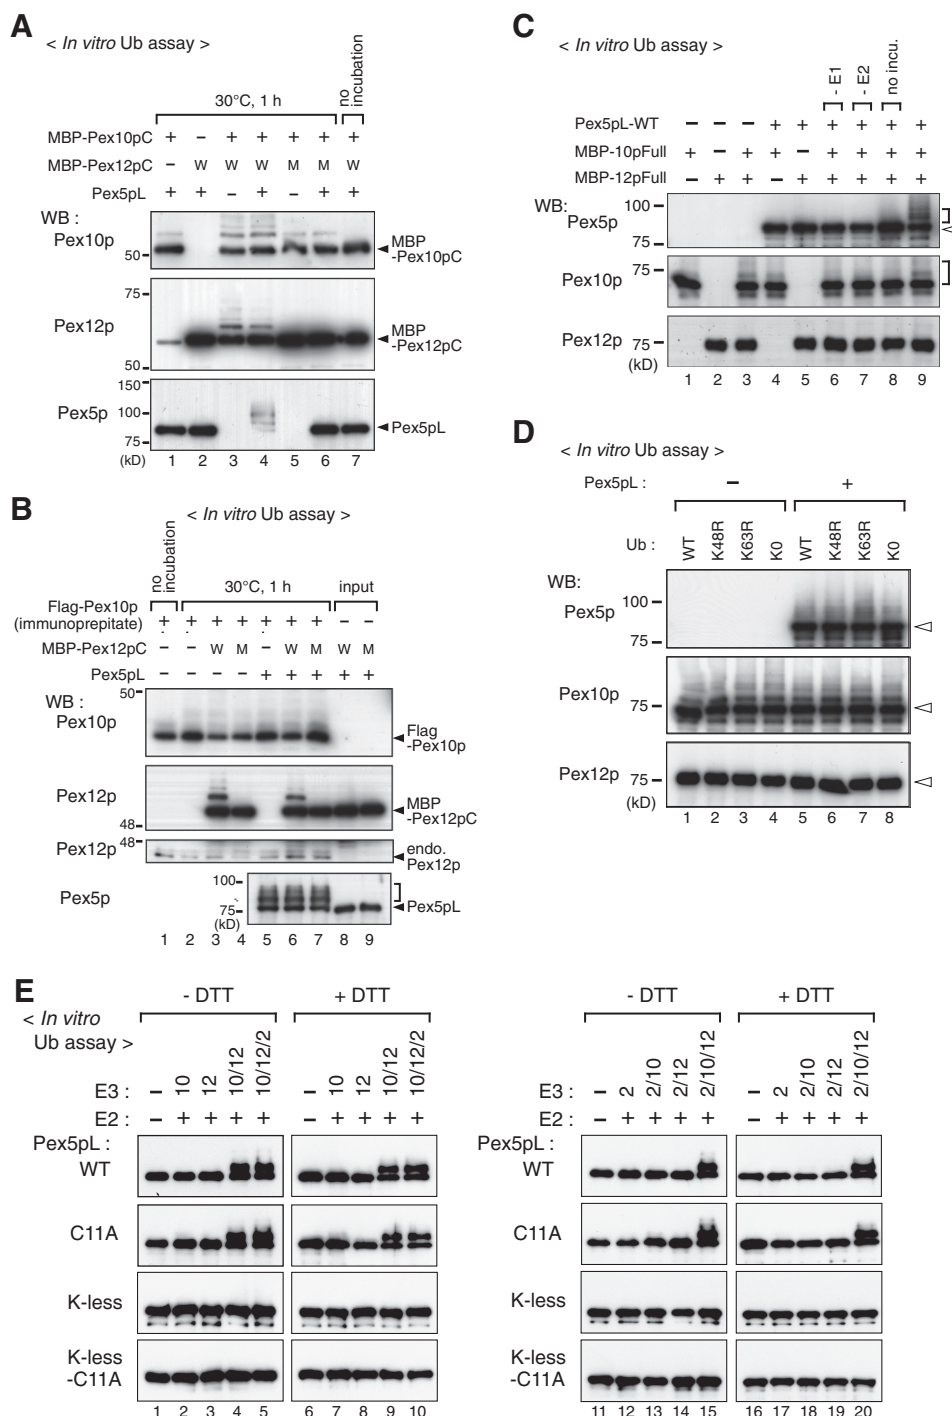 A
< In vitro Ub assay >
30°C, 1 h
no incubation
MBP-Pex10pC + – + + + + +
MBP-Pex12pC – W W W M M W
Pex5pL + + – + – + +
WB :
Pex10p
50
MBP
-Pex10pC
75
Pex12p
MBP
-Pex12pC
50
150
Pex5p
100
Pex5pL
75
(kD) 1 2 3 4 5 6 7
B
< In vitro Ub assay >
no incubation
30°C, 1 h
input
Flag-Pex10p
(immunoprepitate) + + + + + + + – –
MBP-Pex12pC – – W M – W M W M
Pex5pL – – – – + + + + +
50
WB :
Pex10p
Flag
-Pex10p
Pex12p
MBP
-Pex12pC
48
48
Pex12p
endo.
Pex12p
100
Pex5p
75
Pex5pL
(kD)
1 2 3 4 5 6 7 8 9
C
< In vitro Ub assay >
- E1
- E2
no incu.
Pex5pL-WT – – – + + + + + +
MBP-10pFull + – + + – + + + +
MBP-12pFull – + + – + + + + +
WB:
Pex5p
100
75
Pex10p
75
Pex12p
75
(kD)
1 2 3 4 5 6 7 8 9
D
< In vitro Ub assay >
Pex5pL : – +
Ub : WT K48R K63R K0 WT K48R K63R K0
WB:
Pex5p
100
75
Pex10p
75
Pex12p
75
(kD)
1 2 3 4 5 6 7 8
E
< In vitro
Ub assay >
- DTT
+ DTT
- DTT
+ DTT
E3 : – 10 12 10/12 10/12/2 – 10 12 10/12 10/12/2 – 2 2/10 2/12 2/10/12 – 2 2/10 2/12 2/10/12
E2 : – + + + + – + + + + – + + + + – + + + +
Pex5pL :
WT
WT
C11A
C11A
K-less
K-less
K-less
-C11A
K-less
-C11A
1 2 3 4 5 6 7 8 9 10 11 12 13 14 15 16 17 18 19 20